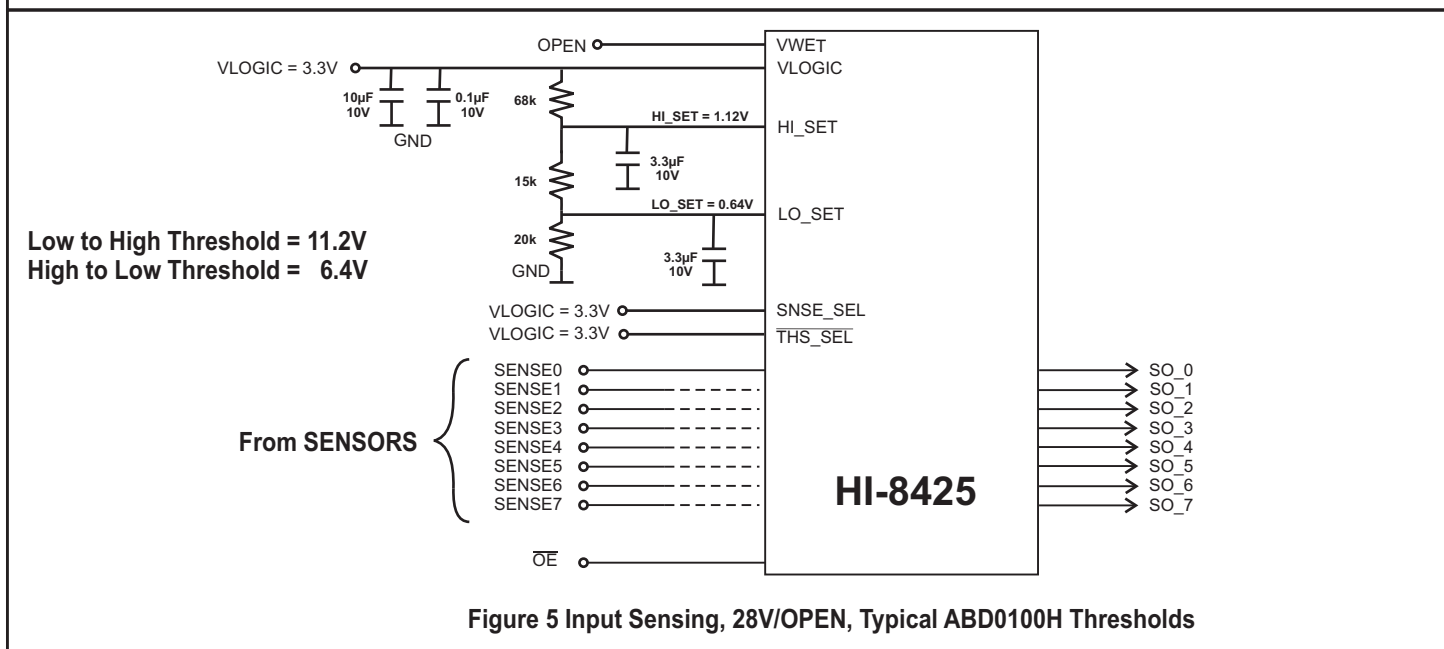 OPEN
VWET
VLOGIC = 3.3V
VLOGIC
10µF
10V
0.1µF
10V
GND
68k
HI_SET = 1.12V
HI_SET
3.3µF
10V
15k
LO_SET = 0.64V
LO_SET
20k
GND
3.3µF
10V
Low to High Threshold = 11.2V
High to Low Threshold = 6.4V
VLOGIC = 3.3V
SNSE_SEL
VLOGIC = 3.3V
THS_SEL
From SENSORS
SENSE0
SENSE1
SENSE2
SENSE3
SENSE4
SENSE5
SENSE6
SENSE7
HI-8425
SO_0
SO_1
SO_2
SO_3
SO_4
SO_5
SO_6
SO_7
OE
Figure 5 Input Sensing, 28V/OPEN, Typical ABD0100H Thresholds